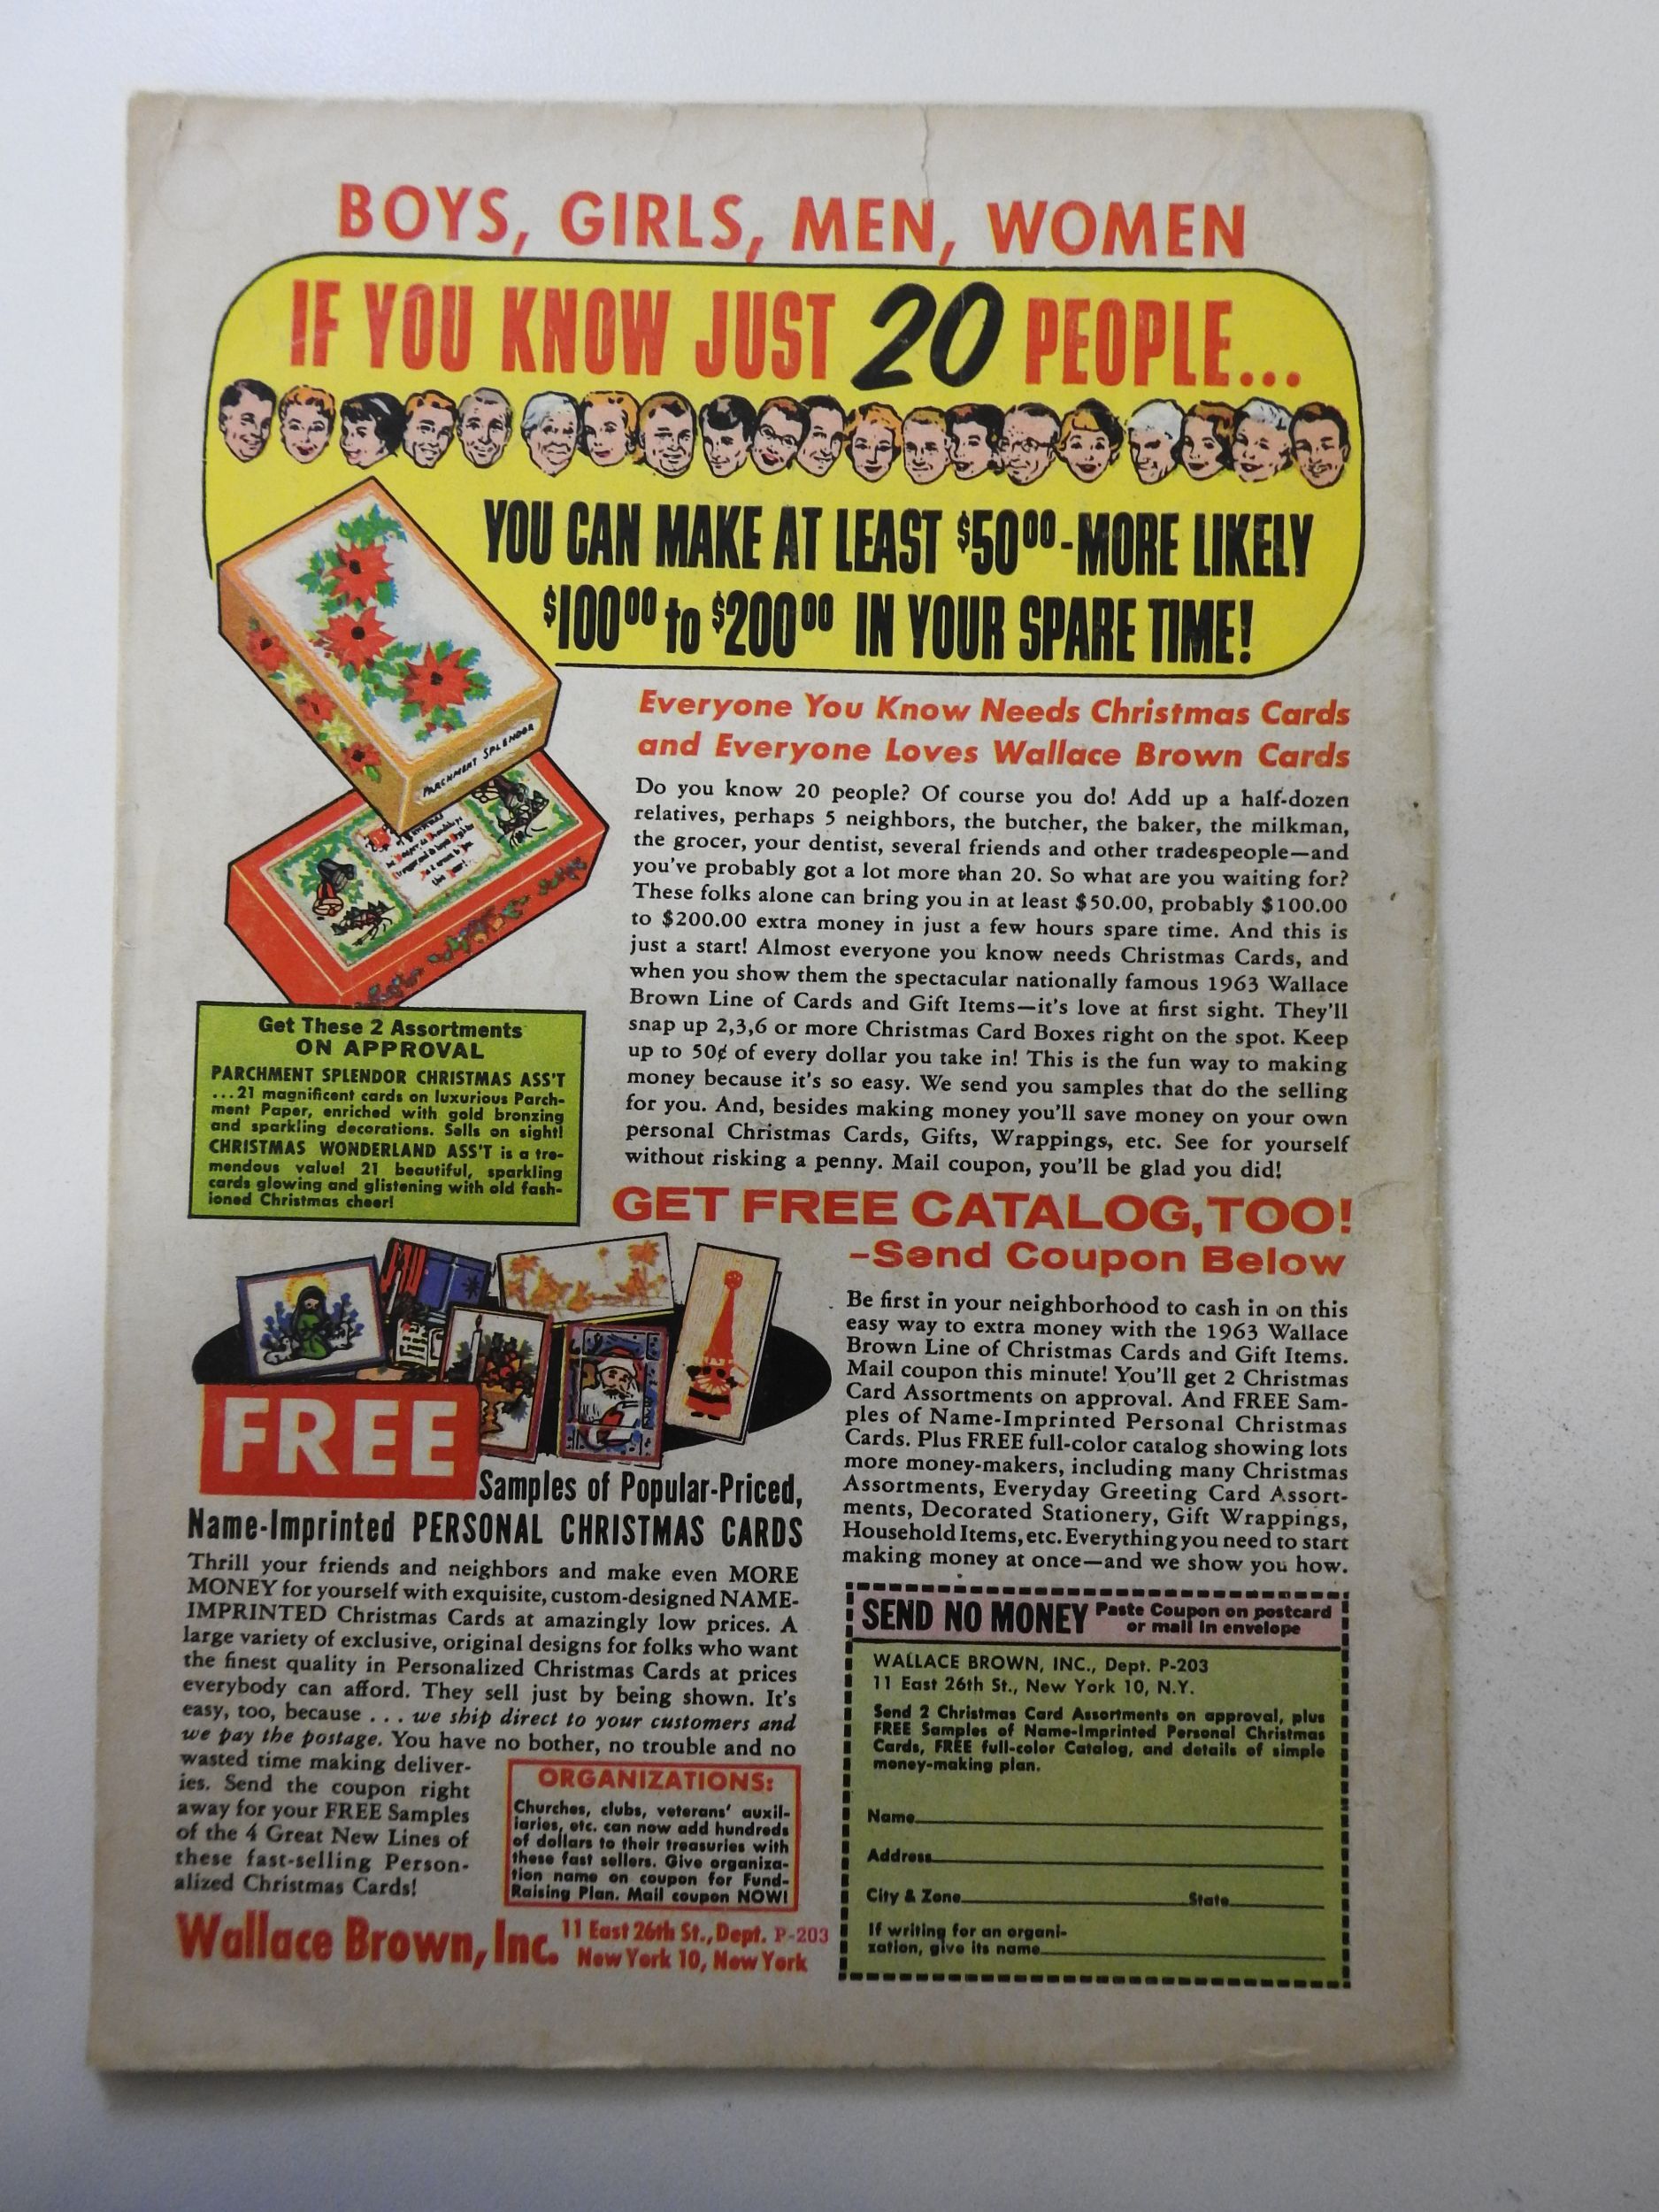 BOYS, GIRLS, MEN, WOMEN
IF YOU KNOW JUST 20 PEOPLE...
YOU CAN MAKE AT LEAST $50.00-MORE LIKELY
$100.00 to $200.00 IN YOUR SPARE TIME!
PARCHMENT SPLENDOR
Everyone You Know Needs Christmas Cards
and Everyone Loves Wallace Brown Cards
Do you know 20 people? Of course you do! Add up a half-dozen
relatives, perhaps 5 neighbors, the butcher, the baker, the milkman,
the grocer, your dentist, several friends and other tradespeople—and
you've probably got a lot more than 20. So what are you waiting for?
These folks alone can bring you in at least $50.00, probably $100.00
to $200.00 extra money in just a few hours spare time. And this is
just a start! Almost everyone you know needs Christmas Cards, and
when you show them the spectacular nationally famous 1963 Wallace
Brown Line of Cards and Gift Items—it's love at first sight. They'll
snap up 2,3,6 or more Christmas Card Boxes right on the spot. Keep
up to 50¢ of every dollar you take in! This is the fun way to making
money because it's so easy. We send you samples that do the selling
for you. And, besides making money you'll save money on your own
personal Christmas Cards, Gifts, Wrappings, etc. See for yourself
without risking a penny. Mail coupon, you'll be glad you did!
Get These 2 Assortments
ON APPROVAL
PARCHMENT SPLENDOR CHRISTMAS ASS'T
...21 magnificent cards on luxurious Parch-
ment Paper, enriched with gold bronzing
and sparkling decorations. Sells on sight!
CHRISTMAS WONDERLAND ASS'T is a tre-
mendous value! 21 beautiful, sparkling
cards glowing and glistening with old fash-
ioned Christmas cheer!
GET FREE CATALOG, TOO!
-Send Coupon Below
Be first in your neighborhood to cash in on this
easy way to extra money with the 1963 Wallace
Brown Line of Christmas Cards and Gift Items.
Mail coupon this minute! You'll get 2 Christmas
Card Assortments on approval. And FREE Sam-
ples of Name-Imprinted Personal Christmas
Cards. Plus FREE full-color catalog showing lots
more money-makers, including many Christmas
Assortments, Everyday Greeting Card Assort-
ments, Decorated Stationery, Gift Wrappings,
Household Items, etc. Everything you need to start
making money at once—and we show you how.
FREE
Samples of Popular-Priced,
Name-Imprinted PERSONAL CHRISTMAS CARDS
Thrill your friends and neighbors and make even MORE
MONEY for yourself with exquisite, custom-designed NAME-
IMPRINTED Christmas Cards at amazingly low prices. A
large variety of exclusive, original designs for folks who want
the finest quality in Personalized Christmas Cards at prices
everybody can afford. They sell just by being shown. It's
easy, too, because . . . we ship direct to your customers and
we pay the postage. You have no bother, no trouble and no
wasted time making deliver-
ies. Send the coupon right
away for your FREE Samples
of the 4 Great New Lines of
these fast-selling Person-
alized Christmas Cards!
ORGANIZATIONS:
Churches, clubs, veterans' auxil-
iaries, etc. can now add hundreds
of dollars to their treasuries with
these fast sellers. Give organiza-
tion name on coupon for Fund-
Raising Plan. Mail coupon NOW!
Wallace Brown, Inc. 11 East 26th St., Dept. P-203
New York 10, New York
SEND NO MONEY Paste Coupon on postcard
or mail in envelope
WALLACE BROWN, INC., Dept. P-203
11 East 26th St., New York 10, N.Y.
Send 2 Christmas Card Assortments on approval, plus
FREE Samples of Name-Imprinted Personal Christmas
Cards, FREE full-color Catalog, and details of simple
money-making plan.
Name
Address
City & Zone State
If writing for an organi-
zation, give its name